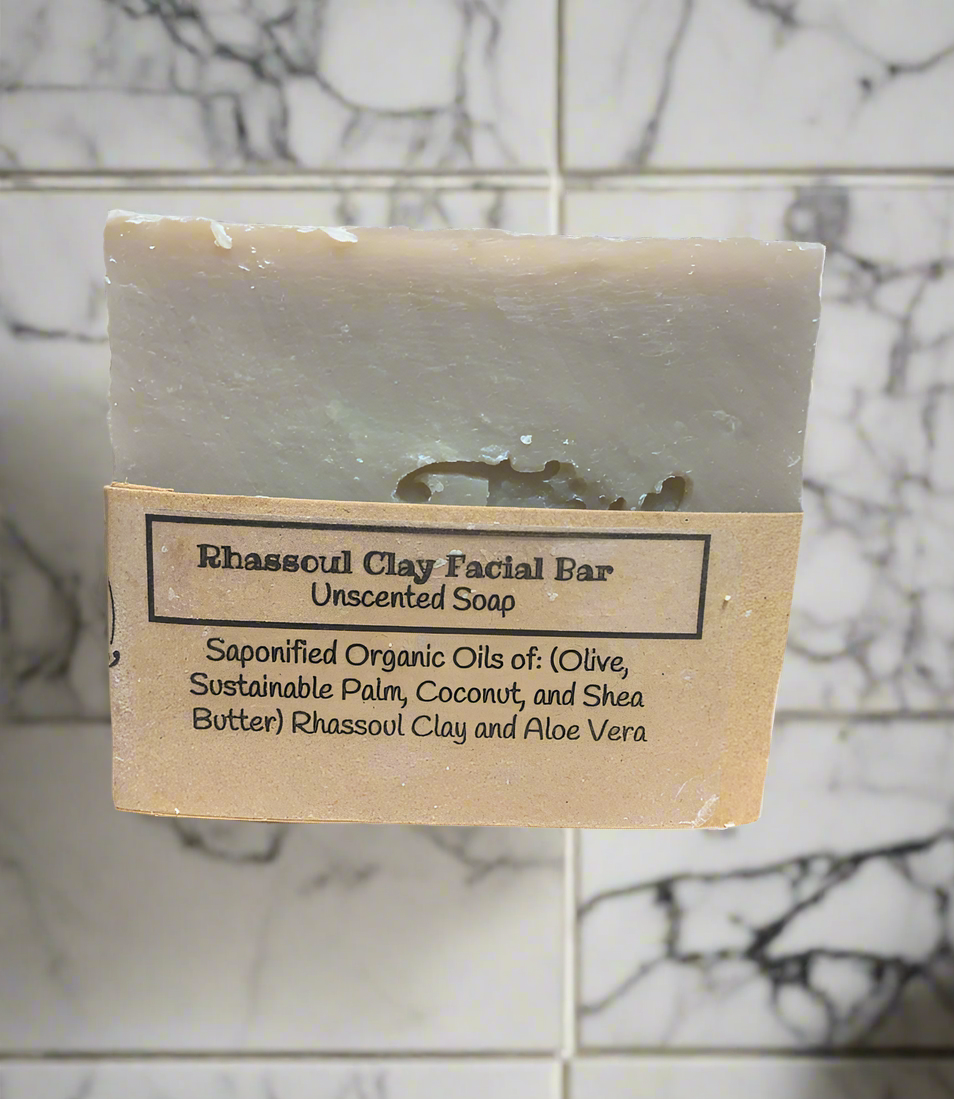 Rhassoul Clay Facial Bar
Unscented Soap
Saponified Organic Oils of: (Olive,
Sustainable Palm, Coconut, and Shea
Butter) Rhassoul Clay and Aloe Vera